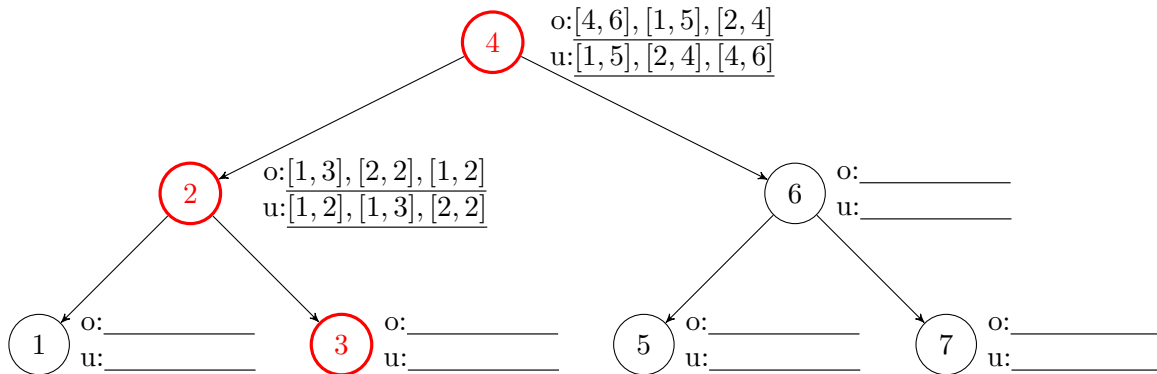 4
o:[4, 6], [1, 5], [2, 4]
u:[1, 5], [2, 4], [4, 6]
2
o:[1, 3], [2, 2], [1, 2]
u:[1, 2], [1, 3], [2, 2]
6
o:
u:
1
o:
u:
3
o:
u:
5
o:
u:
7
o:
u: